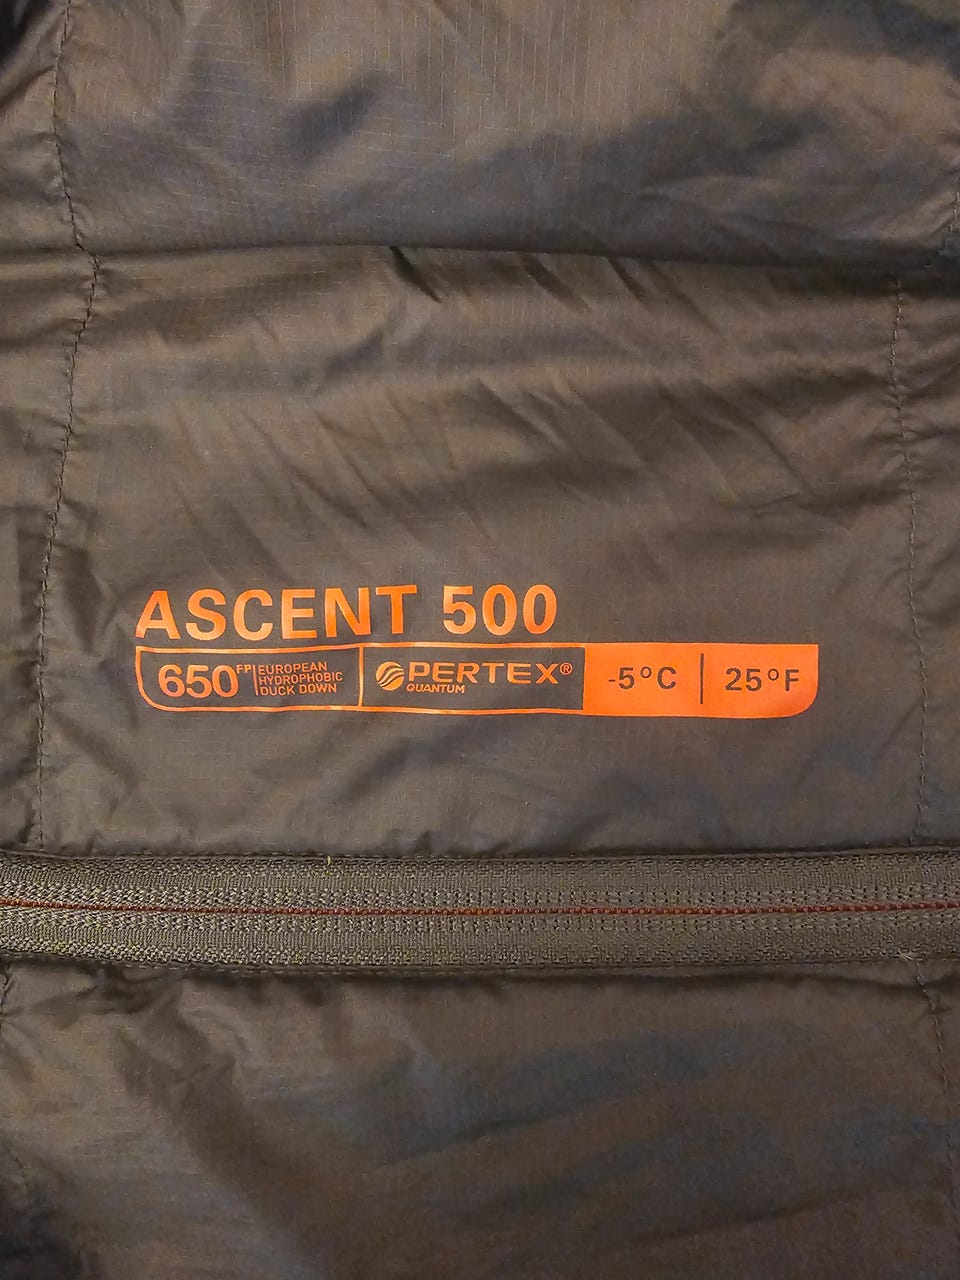 ASCENT 500
650FP EUROPEAN
HYDROPHOBIC
DUCK DOWN
PERTEX®
QUANTUM
-5°C | 25°F